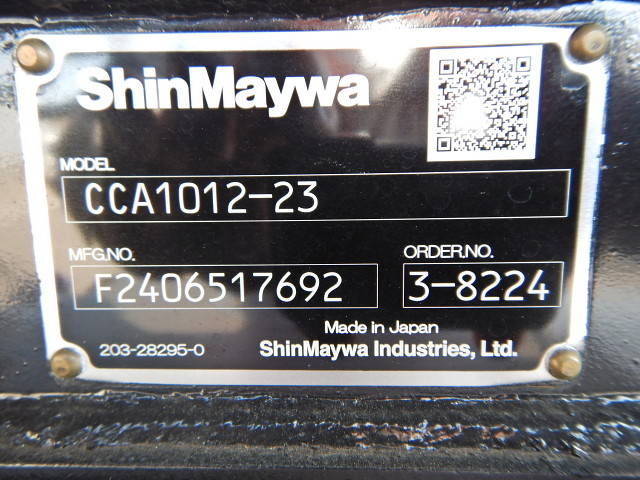 ShinMaywa
MODEL
CCA1012-23
MFG.NO.
F2406517692
ORDER.NO.
3-8224
Made in Japan
203-28295-0
ShinMaywa Industries, Ltd.